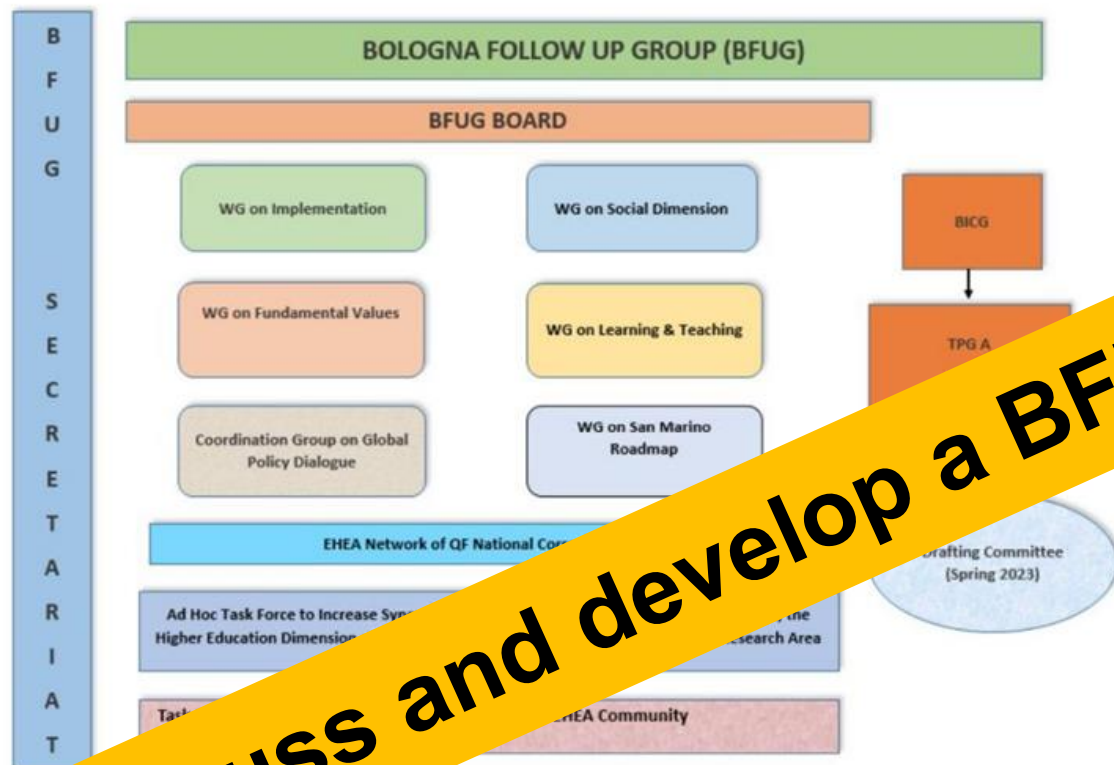 BFUG SECRETARIAT
BOLOGNA FOLLOW UP GROUP (BFUG)
BFUG BOARD
WG on Implementation
WG on Social Dimension
BICG
WG on Fundamental Values
WG on Learning & Teaching
TPG A
Coordination Group on Global
Policy Dialogue
WG on San Marino
Roadmap
EHEA Network of QF National
Drafting Committee
(Spring 2023)
Ad Hoc Task Force to Increase
the
Higher Education Dimension
Research Area
EHEA Community
and develop a